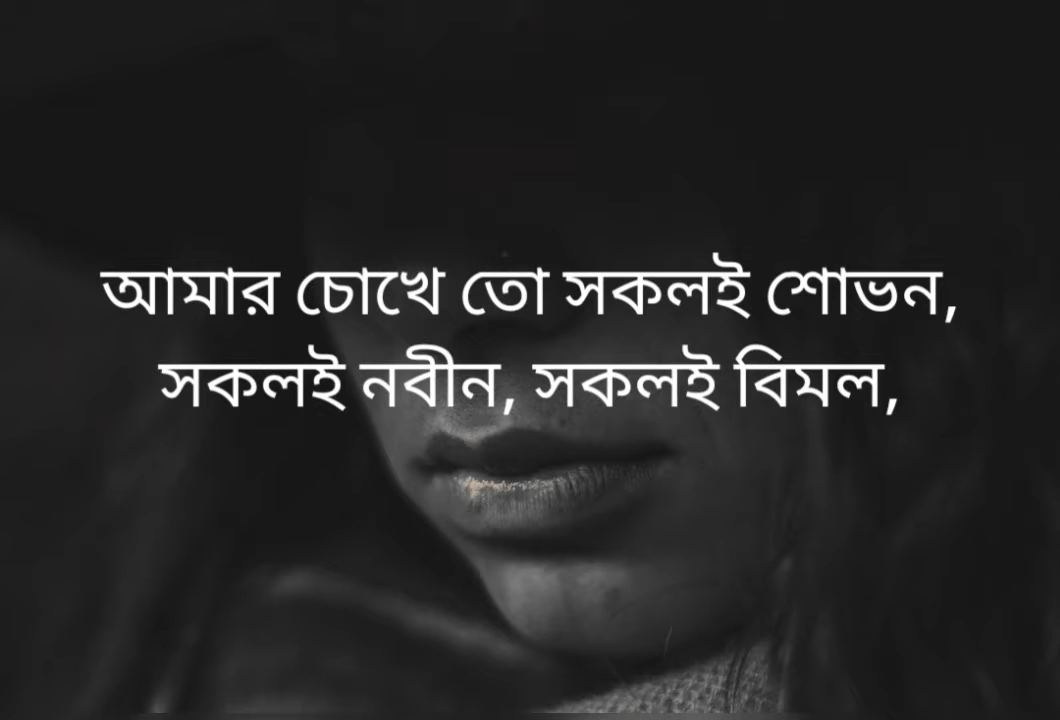 আমার চোখে তো সকলই শোভন,
সকলই নবীন, সকলই বিমল,